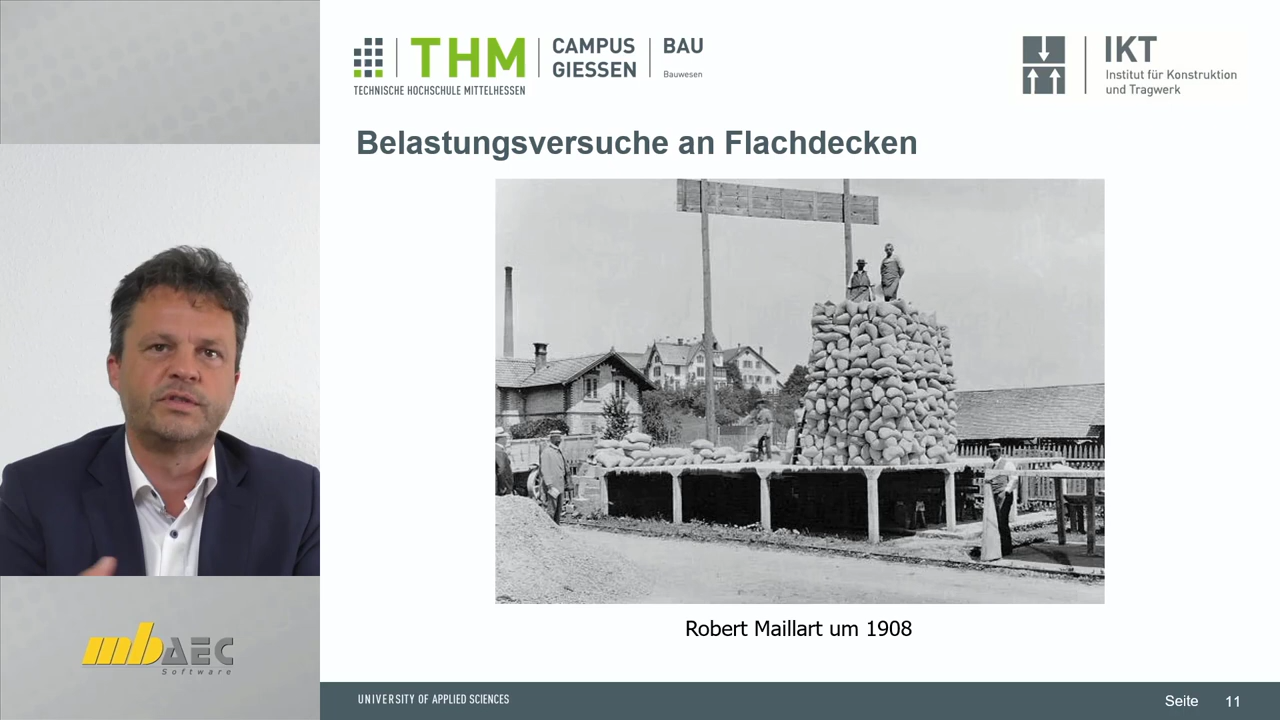 THM
CAMPUS
GIESSEN
BAU
Bauwesen
TECHNISCHE HOCHSCHULE MITTELHESSEN
IKT
Institut für Konstruktion
und Tragwerk
Belastungsversuche an Flachdecken
Robert Maillart um 1908
mbAEC
Software
UNIVERSITY OF APPLIED SCIENCES
Seite 11